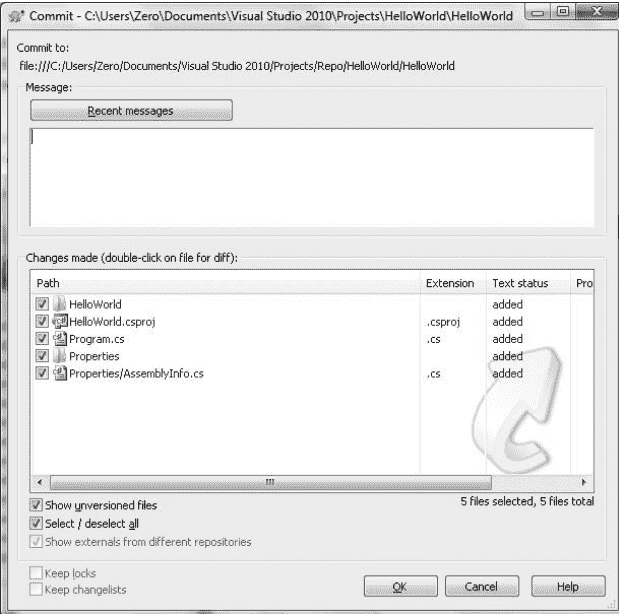 Commit - C:\Users\Zero\Documents\Visual Studio 2010\Projects\HelloWorld\HelloWorld
Commit to:
file:///C:/Users/Zero/Documents/Visual Studio 2010/Projects/Repo/HelloWorld/HelloWorld
Message:
Recent messages
Changes made (double-click on file for diff):
Path Extension Text status Pro
HelloWorld added
HelloWorld.csproj .csproj added
Program.cs .cs added
Properties added
Properties/AssemblyInfo.cs .cs added
Show unversioned files
5 files selected, 5 files total
Select / deselect all
Show externals from different repositories
Keep locks
Keep changelists
OK Cancel Help